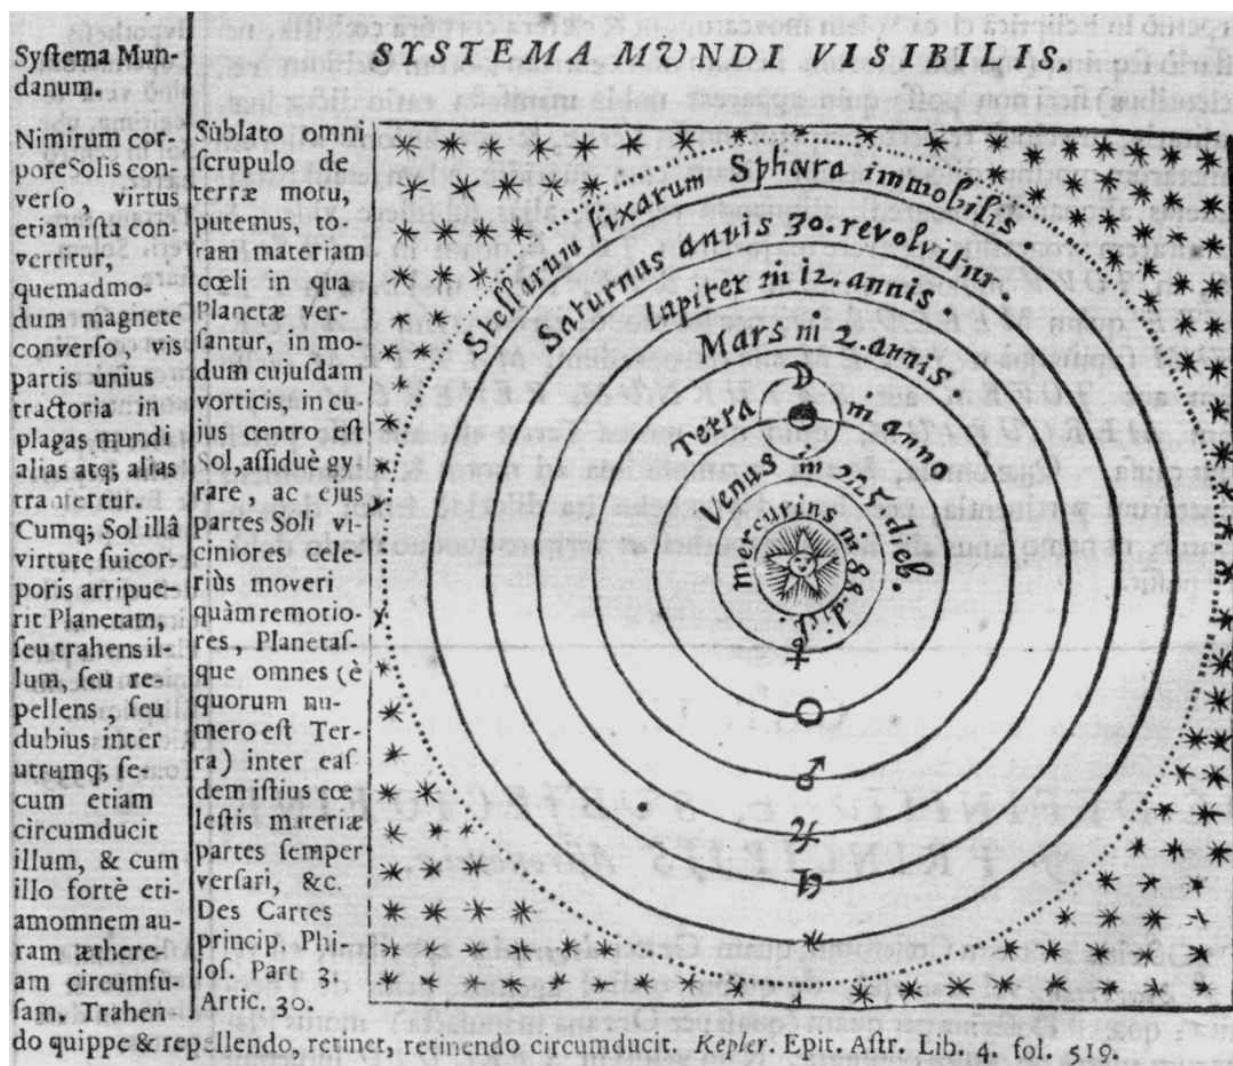 SYSTEMA MVNDI VISIBILIS.
Syſtema Mun-
danum.
Nimirum cor-
pore Solis con-
verſo, virtus
etiam iſta con-
vertitur,
quemadmo-
dum magnete
converſo, vis
partis unius
tractoria in
plagas mundi
alias atq; alias
tranſertur.
Cumq; Sol illâ
virtute ſui cor-
poris arripue-
rit Planetam,
ſeu trahens il-
lum, ſeu re-
pellens, ſeu
dubius inter
utrumq; ſe-
cum etiam
circumducit
illum, & cum
illo fortè eti-
am omnem au-
ram æthere-
am circumfu-
ſam. Trahen
do quippe & repellendo, retinet, retinendo circumducit. Kepler. Epit. Aſtr. Lib. 4. fol. 519.
Sublato omni
ſcrupulo de
terræ motu,
putemus, to-
tam materiam
cœli in qua
Planetæ ver-
ſantur, in mo-
dum cujuſdam
vorticis, in cu
jus centro eſt
Sol, aſſiduè gy
rare, ac ejus
partes Soli vi-
ciniores cele-
riùs moveri
quàm remotio-
res, Planetaſ-
que omnes (è
quorum nu-
mero eſt Ter-
ra) inter eaſ
dem iſtius cœ
leſtis materiæ
partes ſemper
verſari, &c.
Des Cartes
princip. Phi-
loſ. Part 3.
Artic. 30.
Stellarum fixarum Sphæra immobilis.
Saturnus annis 30. revolvitur.
Iupiter in 12. annis.
Mars in 2. annis
Terra in anno
Venus in 225 dieb.
mercurius in 88. dieb.